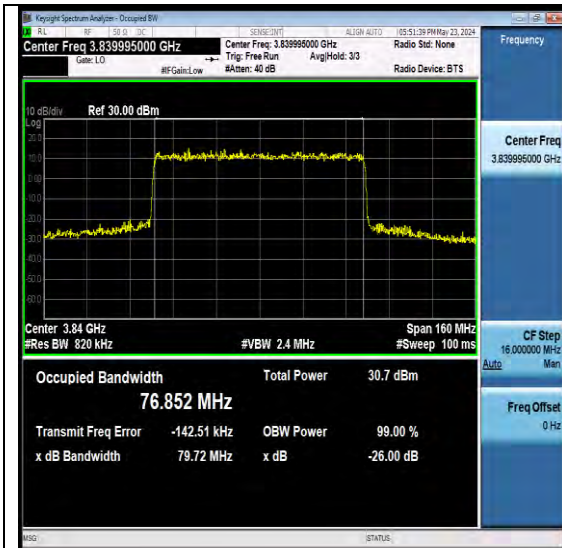 Keysight Spectrum Analyzer - Occupied BW
RL RF 50 Ω DC SENSE:INT ALIGN AUTO 05:51:39 PM May 23, 2024
Center Freq 3.839995000 GHz
Gate: LO
#IFGain:Low
Center Freq: 3.839995000 GHz
Trig: Free Run Avg|Hold: 3/3
#Atten: 40 dB
Radio Std: None
Radio Device: BTS
Frequency
10 dB/div Ref 30.00 dBm
Log
20.0
10.0
0.00
-10.0
-20.0
-30.0
-40.0
-50.0
-60.0
Center 3.84 GHz Span 160 MHz
#Res BW 820 kHz #VBW 2.4 MHz #Sweep 100 ms
Occupied Bandwidth Total Power 30.7 dBm
76.852 MHz
Transmit Freq Error -142.51 kHz OBW Power 99.00 %
x dB Bandwidth 79.72 MHz x dB -26.00 dB
Center Freq
3.839995000 GHz
CF Step
16.000000 MHz
Auto Man
Freq Offset
0 Hz
MSG STATUS